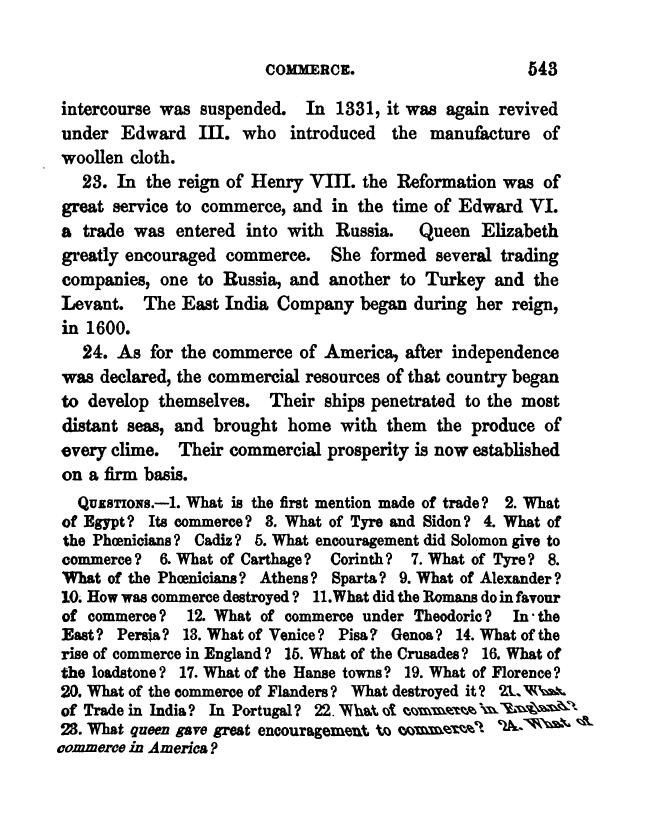 COMMERCE. 543
intercourse was suspended. In 1331, it was again revived
under Edward III. who introduced the manufacture of
woollen cloth.
23. In the reign of Henry VIII. the Reformation was of
great service to commerce, and in the time of Edward VI.
a trade was entered into with Russia. Queen Elizabeth
greatly encouraged commerce. She formed several trading
companies, one to Russia, and another to Turkey and the
Levant. The East India Company began during her reign,
in 1600.
24. As for the commerce of America, after independence
was declared, the commercial resources of that country began
to develop themselves. Their ships penetrated to the most
distant seas, and brought home with them the produce of
every clime. Their commercial prosperity is now established
on a firm basis.
QUESTIONS.—1. What is the first mention made of trade? 2. What
of Egypt? Its commerce? 3. What of Tyre and Sidon? 4. What of
the Phœnicians? Cadiz? 5. What encouragement did Solomon give to
commerce? 6. What of Carthage? Corinth? 7. What of Tyre? 8.
What of the Phœnicians? Athens? Sparta? 9. What of Alexander?
10. How was commerce destroyed? 11.What did the Romans do in favour
of commerce? 12. What of commerce under Theodoric? In the
East? Persia? 13. What of Venice? Pisa? Genoa? 14. What of the
rise of commerce in England? 15. What of the Crusades? 16. What of
the loadstone? 17. What of the Hanse towns? 19. What of Florence?
20. What of the commerce of Flanders? What destroyed it? 21. What
of Trade in India? In Portugal? 22. What of commerce in England?
23. What queen gave great encouragement to commerce? 24. What of
commerce in America?